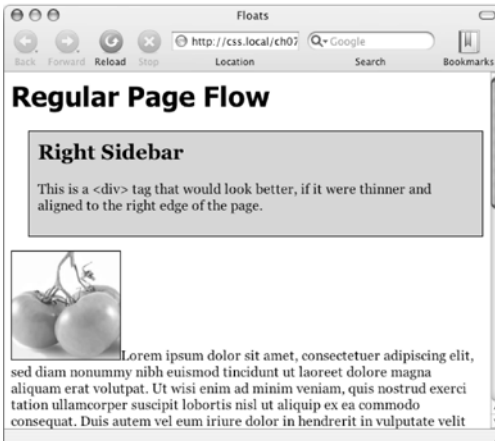 Floats
http://css.local/ch07
Google
Back Forward Reload Stop Location Search Bookmarks
Regular Page Flow
Right Sidebar
This is a <div> tag that would look better, if it were thinner and
aligned to the right edge of the page.
Lorem ipsum dolor sit amet, consectetuer adipiscing elit,
sed diam nonummy nibh euismod tincidunt ut laoreet dolore magna
aliquam erat volutpat. Ut wisi enim ad minim veniam, quis nostrud exerci
tation ullamcorper suscipit lobortis nisl ut aliquip ex ea commodo
consequat. Duis autem vel eum iriure dolor in hendrerit in vulputate velit